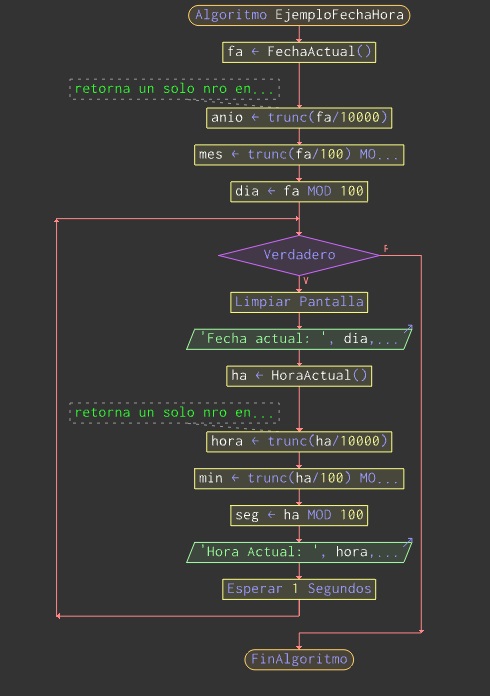 Algoritmo EjemploFechaHora
fa ← FechaActual()
retorna un solo nro en...
anio ← trunc(fa/10000)
mes ← trunc(fa/100) MO...
dia ← fa MOD 100
Verdadero
F
V
Limpiar Pantalla
'Fecha actual: ', dia,...
ha ← HoraActual()
retorna un solo nro en...
hora ← trunc(ha/10000)
min ← trunc(ha/100) MO...
seg ← ha MOD 100
'Hora Actual: ', hora,...
Esperar 1 Segundos
FinAlgoritmo